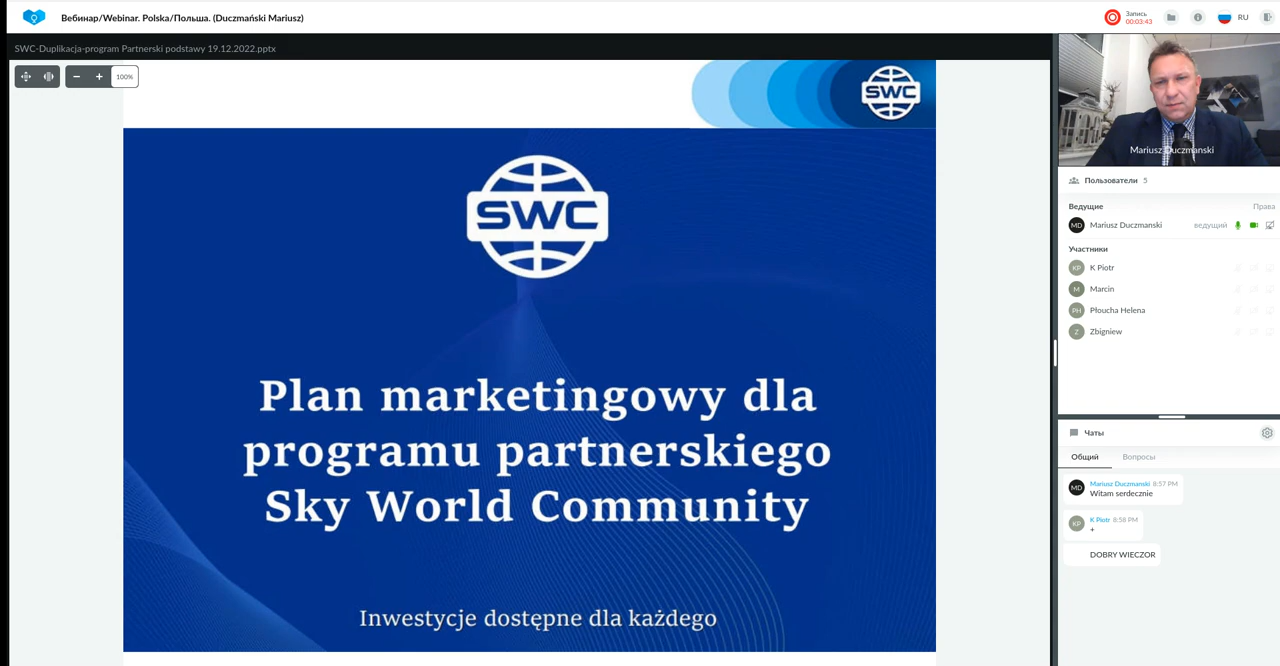 Вебинар/Webinar. Polska/Польша. (Duczmański Mariusz)
Запись
00:03:43
RU
SWC-Duplikacja-program Partnerski podstawy 19.12.2022.pptx
100%
SWC
SWC
Plan marketingowy dla
programu partnerskiego
Sky World Community
Inwestycje dostępne dla każdego
Mariusz Duczmanski
Пользователи 5
Ведущие Права
MD Mariusz Duczmanski ведущий
Участники
KP K Piotr
M Marcin
PH Płoucha Helena
Z Zbigniew
Чаты
Общий Вопросы
MD Mariusz Duczmanski 8:57 PM
Witam serdecznie
KP K Piotr 8:58 PM
+
DOBRY WIECZOR